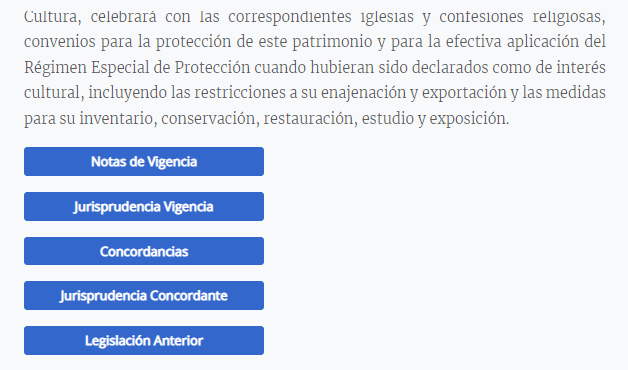 Cultura, celebrará con las correspondientes iglesias y confesiones religiosas,
convenios para la protección de este patrimonio y para la efectiva aplicación del
Régimen Especial de Protección cuando hubieran sido declarados como de interés
cultural, incluyendo las restricciones a su enajenación y exportación y las medidas
para su inventario, conservación, restauración, estudio y exposición.
Notas de Vigencia
Jurisprudencia Vigencia
Concordancias
Jurisprudencia Concordante
Legislación Anterior